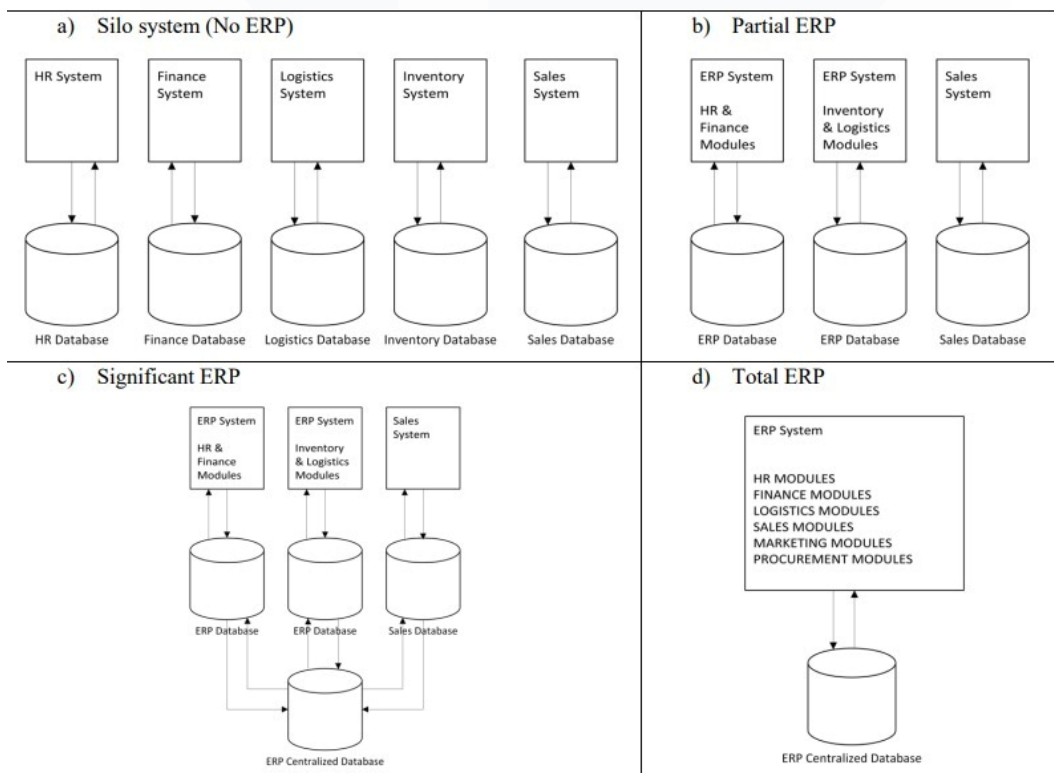 a) Silo system (No ERP)
HR System
Finance
System
Logistics
System
Inventory
System
Sales
System
HR Database
Finance Database
Logistics Database
Inventory Database
Sales Database
b) Partial ERP
ERP System
HR &
Finance
Modules
ERP System
Inventory
& Logistics
Modules
Sales
System
ERP Database
ERP Database
Sales Database
c) Significant ERP
ERP System
HR &
Finance
Modules
ERP System
Inventory
& Logistics
Modules
Sales
System
ERP Database
ERP Database
Sales Database
ERP Centralized Database
d) Total ERP
ERP System
HR MODULES
FINANCE MODULES
LOGISTICS MODULES
SALES MODULES
MARKETING MODULES
PROCUREMENT MODULES
ERP Centralized Database